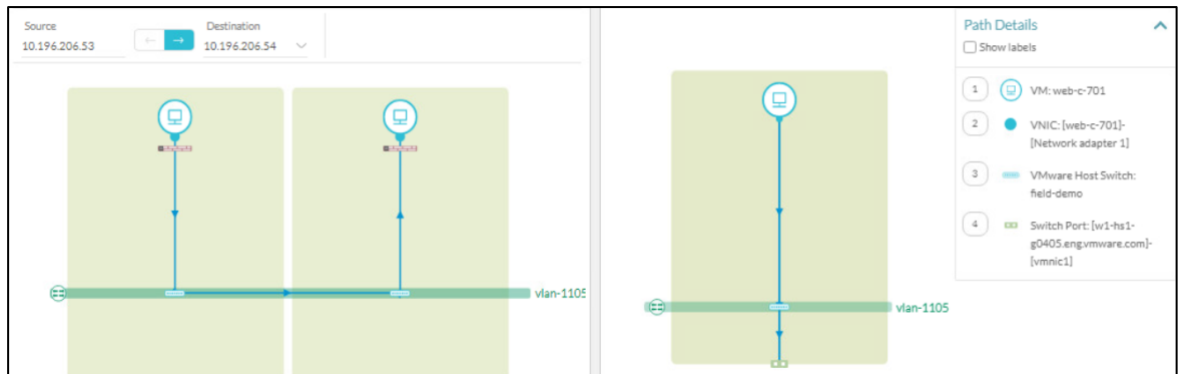 Source
Destination
10.196.206.53
10.196.206.54
vlan-1105
vlan-1105
Path Details
Show labels
1
VM: web-c-701
2
VNIC: [web-c-701]-
[Network adapter 1]
3
VMware Host Switch:
field-demo
4
Switch Port: [w1-hs1-
g0405.eng.vmware.com]-
[vmnic1]